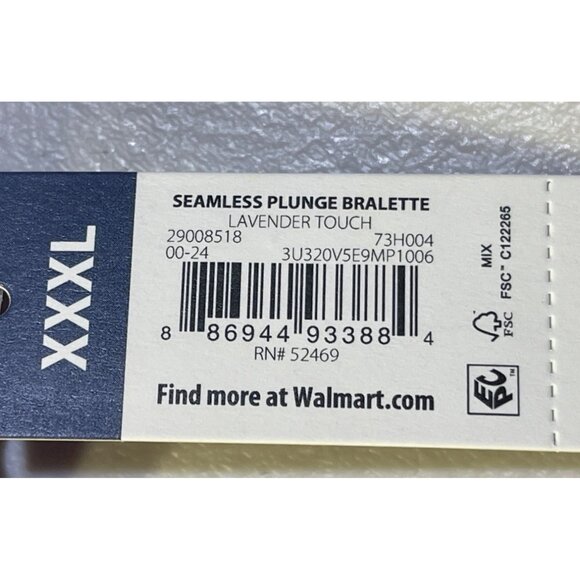 XXXL
SEAMLESS PLUNGE BRALETTE
LAVENDER TOUCH
29008518 73H004
00-24 3U320V5E9MP1006
8 86944 93388 4
RN# 52469
Find more at Walmart.com
MIX
FSC™ C122265
FSC
EPC™